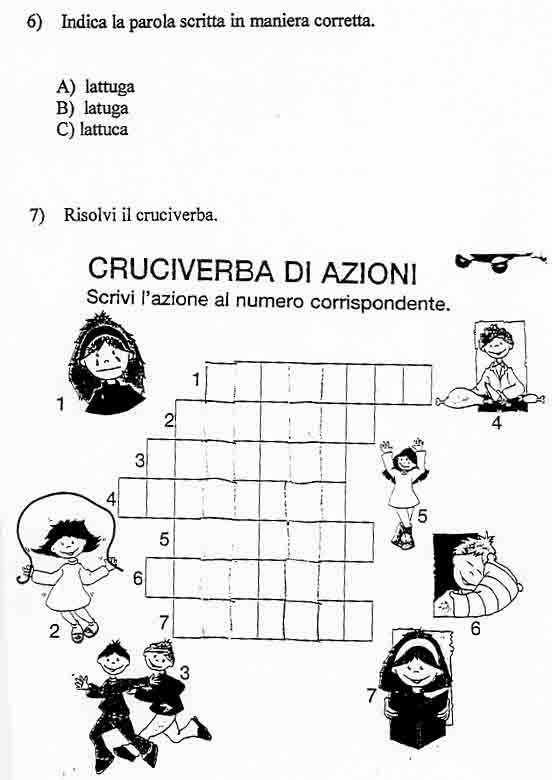 6) Indica la parola scritta in maniera corretta.
A) lattuga
B) latuga
C) lattuca
7) Risolvi il cruciverba.
CRUCIVERBA DI AZIONI
Scrivi l'azione al numero corrispondente.
1
1
2
4
3
4
5
5
6
6
2
7
3
7